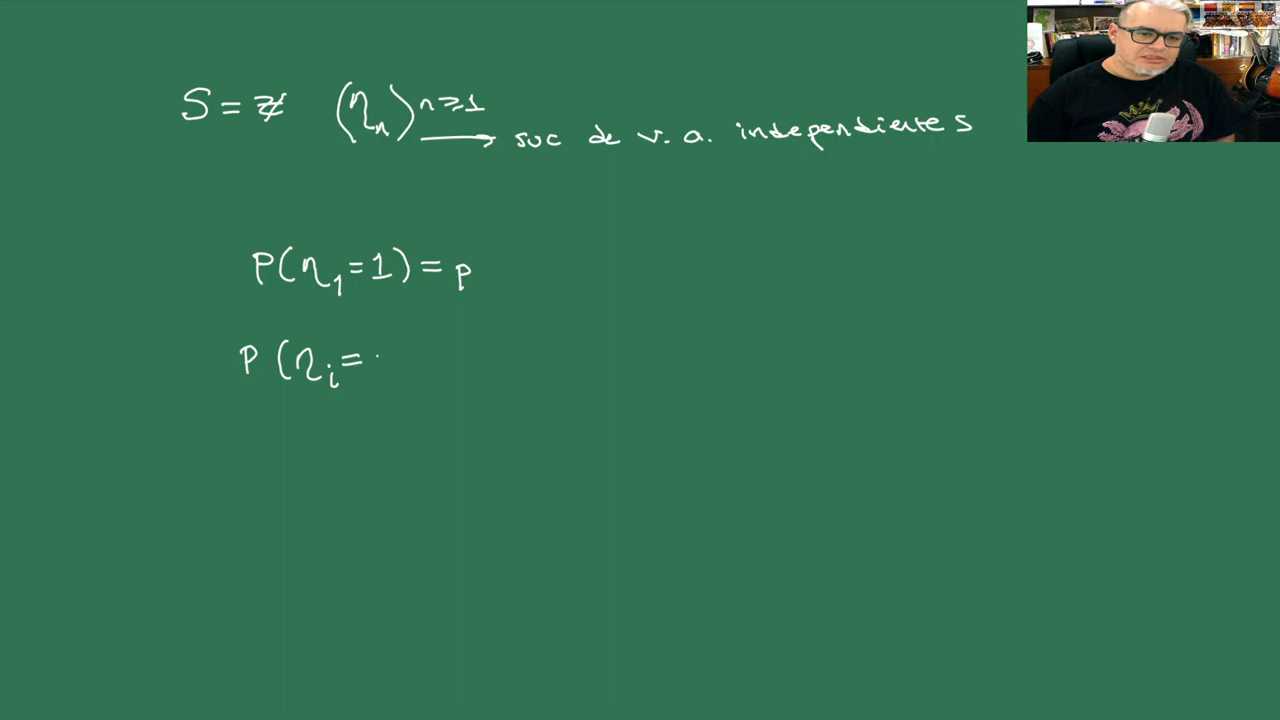 S = ℤ (η_n)_{n≥1} → suc de v.a. independientes
P(η_1 = 1) = p
P(η_i =